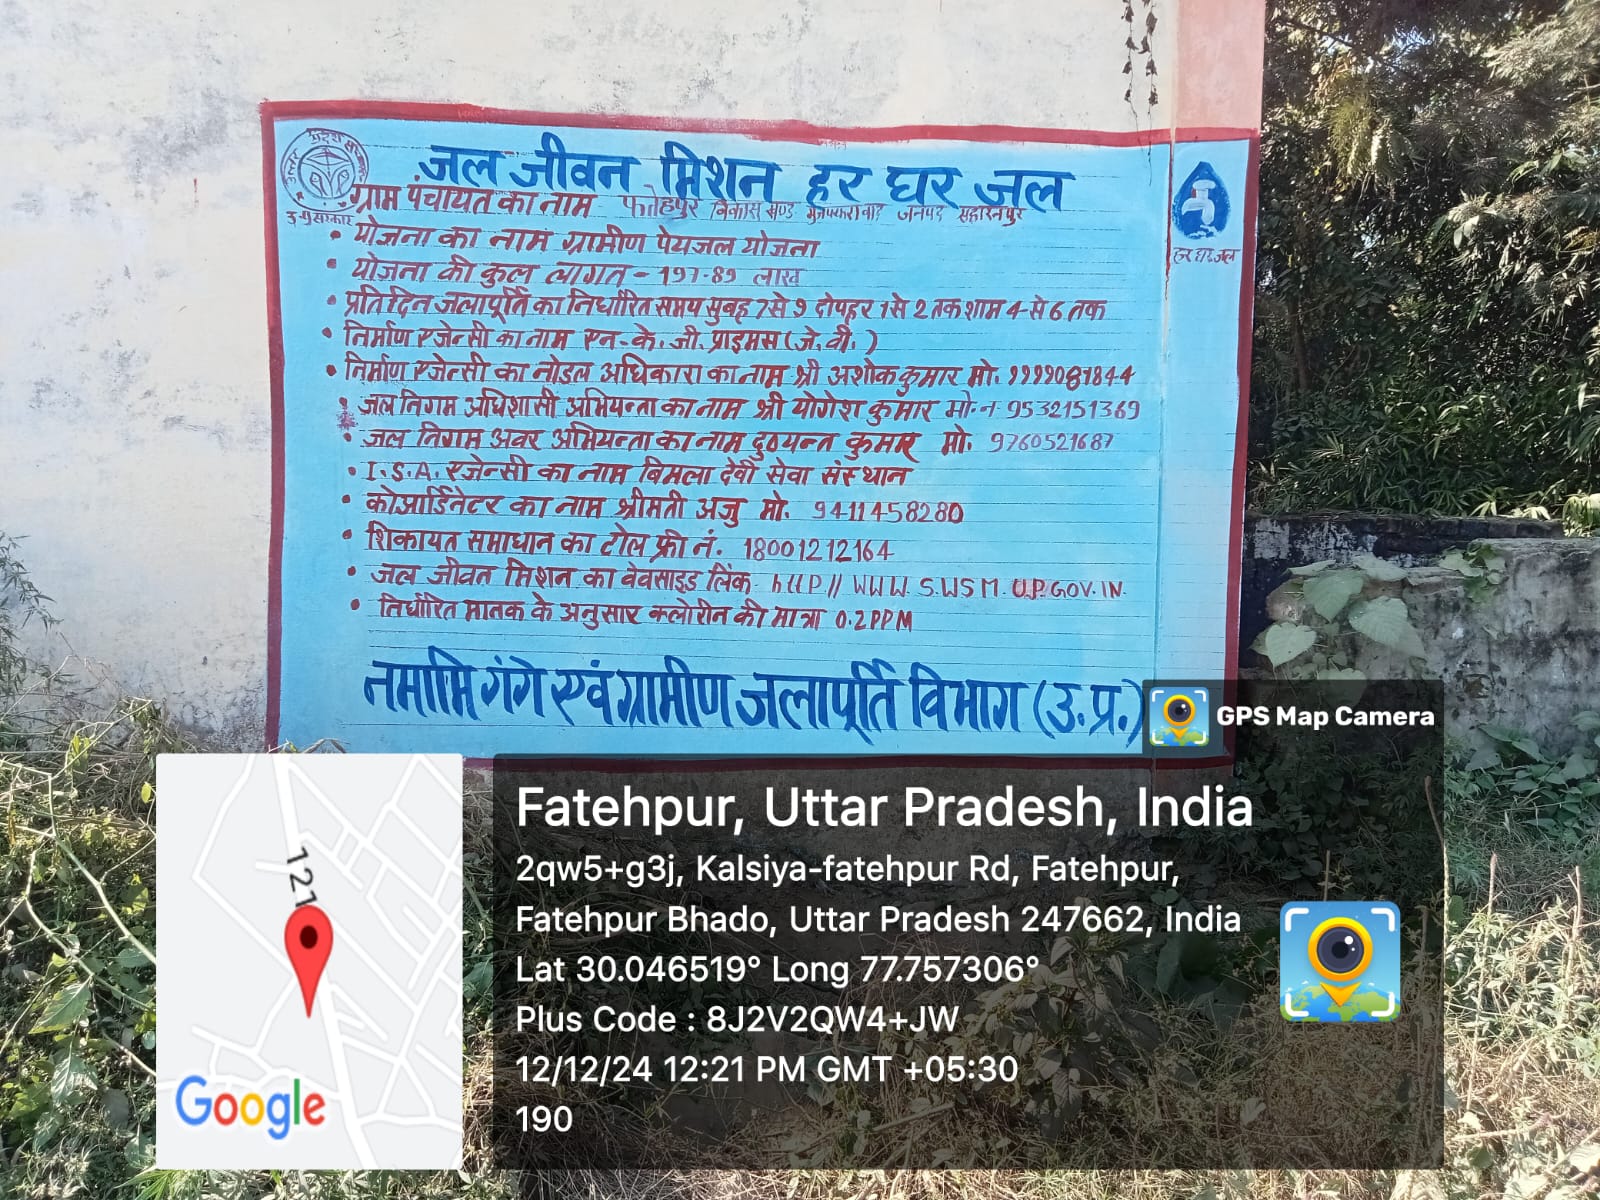 जल जीवन मिशन हर घर जल
उ.प्र सरकार
ग्राम पंचायत का नाम फतेहपुर विकास खण्ड मुजफ्फराबाद जनपद सहारनपुर
हर घर जल
• योजना का नाम ग्रामीण पेयजल योजना
• योजना की कुल लागत - 197-89 लाख
• प्रतिदिन जलापूर्ति का निर्धारित समय सुबह 7 से 9 दोपहर 1 से 2 तक शाम 4 से 6 तक
• निर्माण एजेन्सी का नाम एन-के. जी. प्राइमस (जे. वी.)
• निर्माण एजेन्सी का नोडल अधिकारी का नाम श्री अशोक कुमार मो. 9999081844
• जल निगम अधिशासी अभियन्ता का नाम श्री योगेश कुमार मो.न 9532151369
• जल निगम अवर अभियन्ता का नाम दुष्यन्त कुमार मो. 9760521687
• I.S.A. एजेन्सी का नाम बिमला देवी सेवा संस्थान
• कोआर्डिनेटर का नाम श्रीमती अजु मो. 9411458280
• शिकायत समाधान का टोल फ्री नं. 18001212164
• जल जीवन मिशन का वेवसाइड लिंक http // WWW.SWSM.UP.GOV.IN.
• निर्धारित मानक के अनुसार क्लोरीन की मात्रा 0.2PPM
नमामि गंगे एवं ग्रामीण जलापूर्ति विभाग (उ.प्र.)
GPS Map Camera
121
Google
Fatehpur, Uttar Pradesh, India
2qw5+g3j, Kalsiya-fatehpur Rd, Fatehpur,
Fatehpur Bhado, Uttar Pradesh 247662, India
Lat 30.046519° Long 77.757306°
Plus Code : 8J2V2QW4+JW
12/12/24 12:21 PM GMT +05:30
190